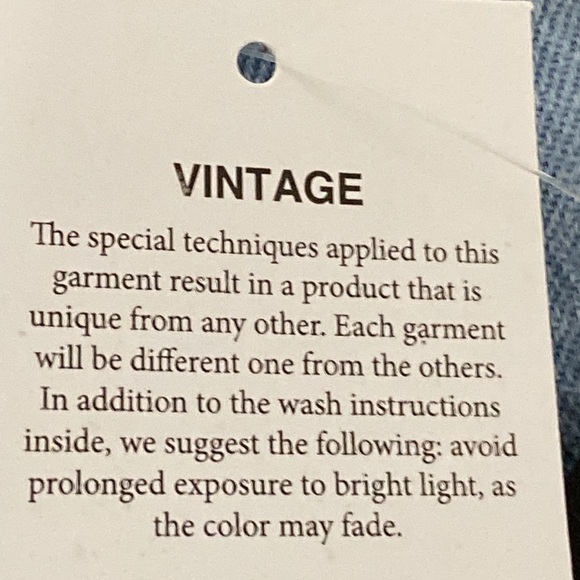 VINTAGE
The special techniques applied to this
garment result in a product that is
unique from any other. Each garment
will be different one from the others.
In addition to the wash instructions
inside, we suggest the following: avoid
prolonged exposure to bright light, as
the color may fade.